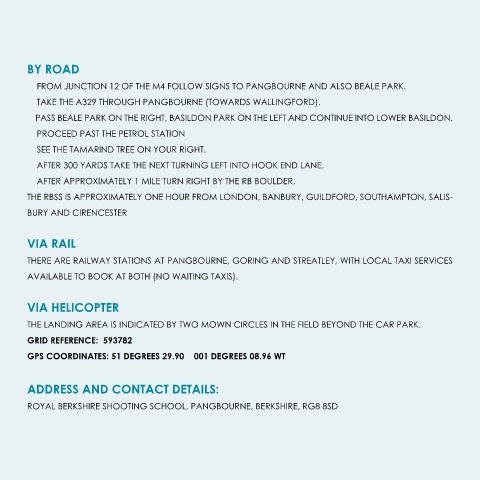 BY ROAD
FROM JUNCTION 12 OF THE M4 FOLLOW SIGNS TO PANGBOURNE AND ALSO BEALE PARK.
TAKE THE A329 THROUGH PANGBOURNE (TOWARDS WALLINGFORD).
PASS BEALE PARK ON THE RIGHT, BASILDON PARK ON THE LEFT AND CONTINUE INTO LOWER BASILDON.
PROCEED PAST THE PETROL STATION
SEE THE TAMARIND TREE ON YOUR RIGHT.
AFTER 300 YARDS TAKE THE NEXT TURNING LEFT INTO HOOK END LANE.
AFTER APPROXIMATELY 1 MILE TURN RIGHT BY THE RB BOULDER.
THE RBSS IS APPROXIMATELY ONE HOUR FROM LONDON, BANBURY, GUILDFORD, SOUTHAMPTON, SALIS-
BURY AND CIRENCESTER
VIA RAIL
THERE ARE RAILWAY STATIONS AT PANGBOURNE, GORING AND STREATLEY, WITH LOCAL TAXI SERVICES
AVAILABLE TO BOOK AT BOTH (NO WAITING TAXIS).
VIA HELICOPTER
THE LANDING AREA IS INDICATED BY TWO MOWN CIRCLES IN THE FIELD BEYOND THE CAR PARK.
GRID REFERENCE: 593782
GPS COORDINATES: 51 DEGREES 29.90 001 DEGREES 08.96 WT
ADDRESS AND CONTACT DETAILS:
ROYAL BERKSHIRE SHOOTING SCHOOL, PANGBOURNE, BERKSHIRE, RG8 8SD